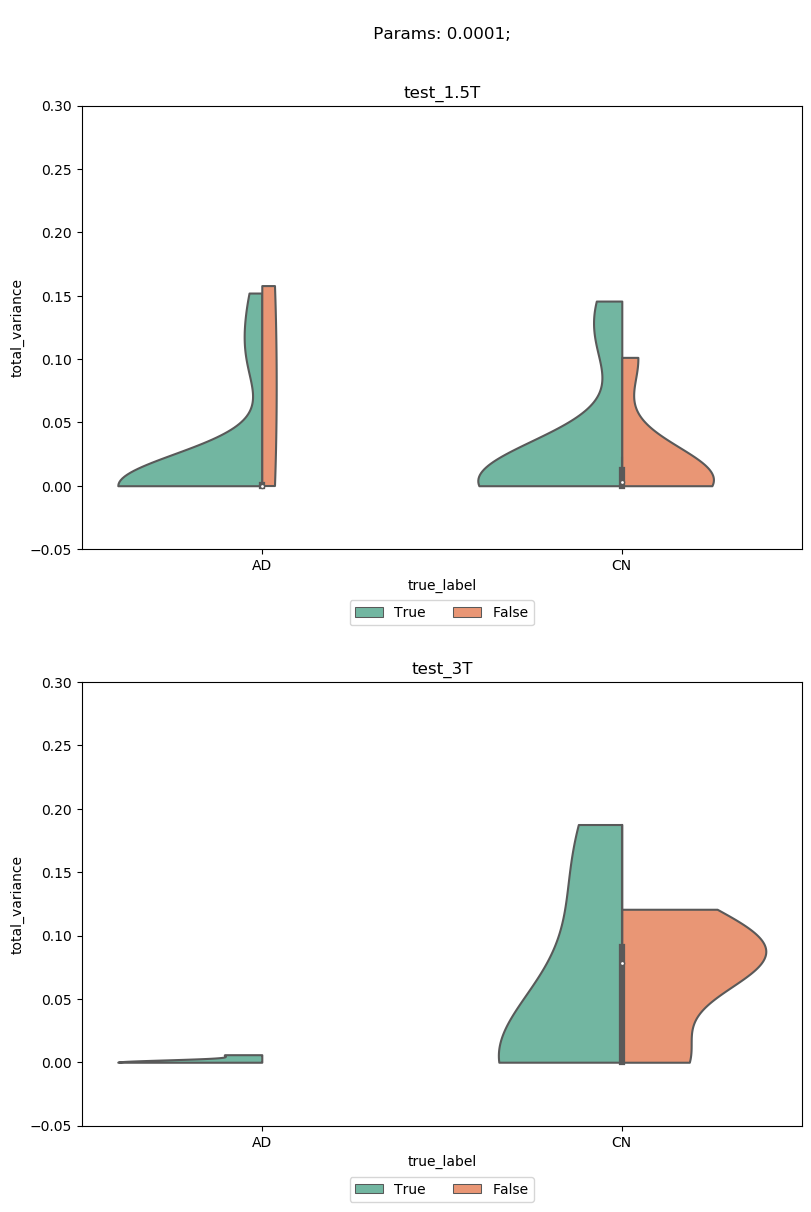 Params: 0.0001;
test_1.5T
0.30
0.25
0.20
0.15
0.10
0.05
0.00
−0.05
total_variance
AD CN
true_label
True False
test_3T
0.30
0.25
0.20
0.15
0.10
0.05
0.00
−0.05
total_variance
AD CN
true_label
True False